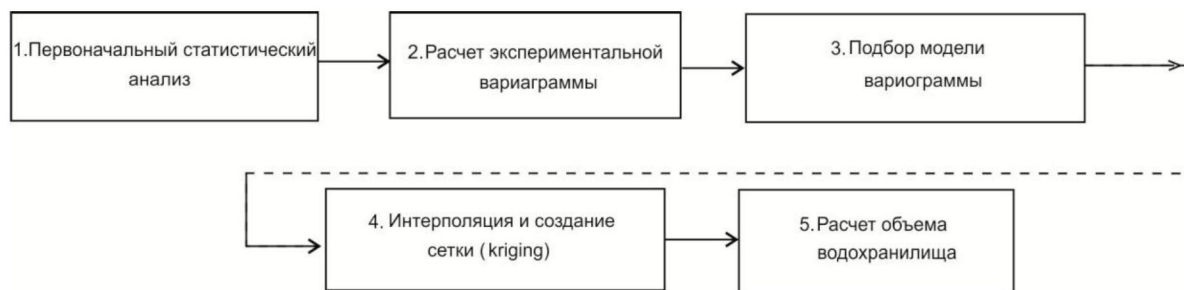 1.Первоначальный статистический
анализ
2.Расчет экспериментальной
вариаграммы
3.Подбор модели
вариограммы
4. Интерполяция и создание
сетки (kriging)
5.Расчет объема
водохранилища